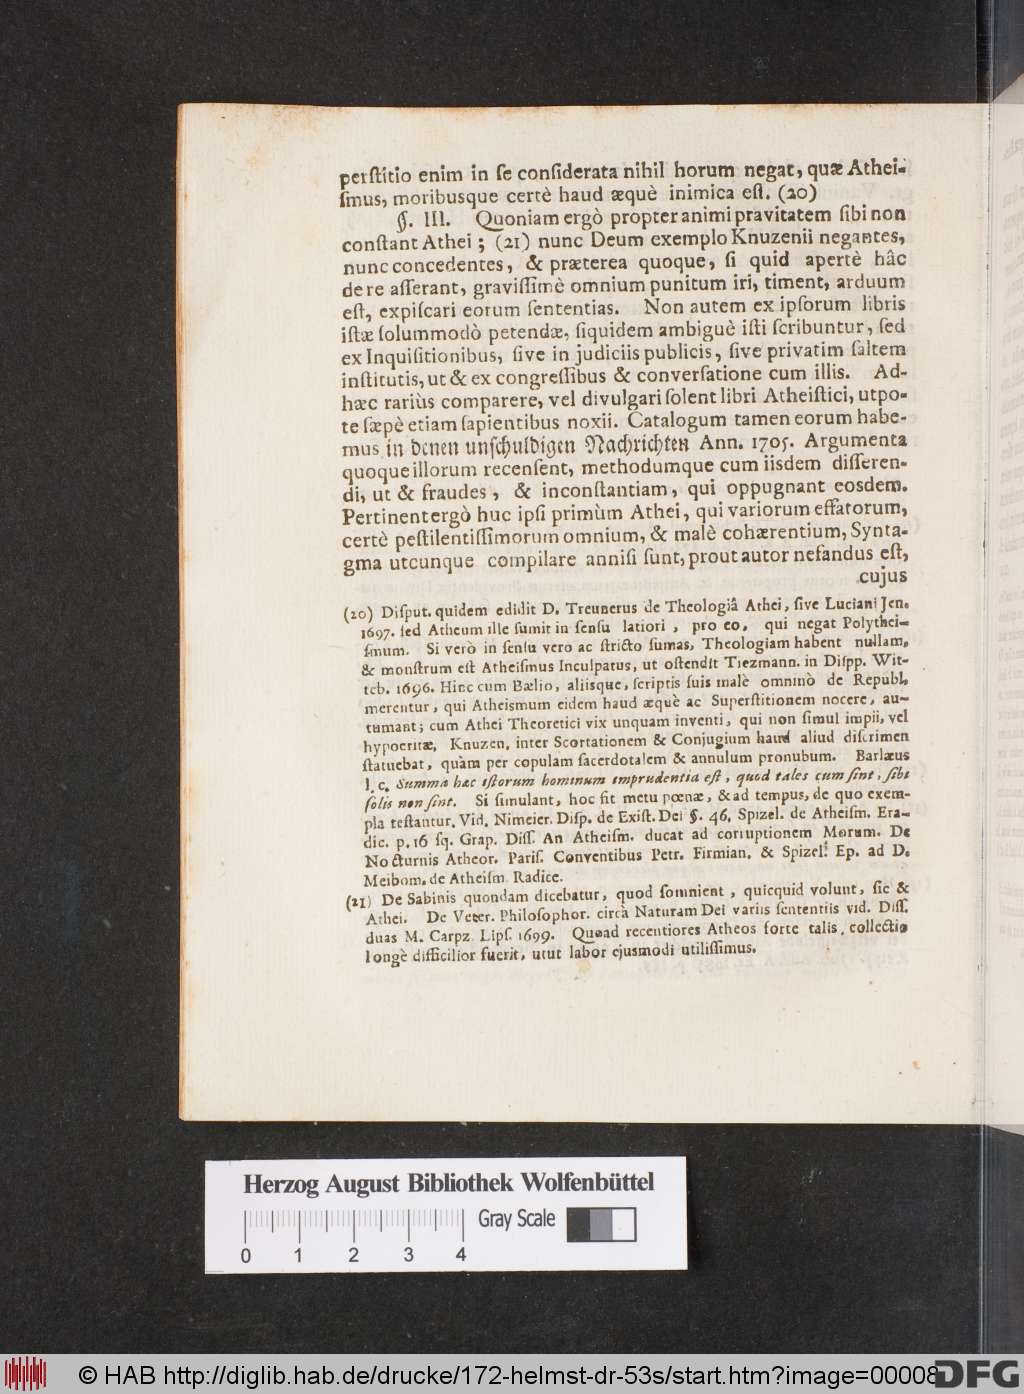 perſtitio enim in ſe conſiderata nihil horum negat, quæ Athei-
ſmus, moribusque certè haud æquè inimica eſt. (20)
§. III. Quoniam ergò propter animi pravitatem ſibi non
conſtant Athei; (21) nunc Deum exemplo Knuzenii negantes,
nunc concedentes, & præterea quoque, ſi quid apertè hâc
de re aſſerant, graviſſimè omnium punitum iri, timent, arduum
eſt, expiſcari eorum ſententias. Non autem ex ipſorum libris
iſtæ ſolummodò petendæ, ſiquidem ambiguè iſti ſcribuntur, ſed
ex Inquiſitionibus, ſive in judiciis publicis, ſive privatim ſaltem
inſtitutis, ut & ex congreſſibus & converſatione cum illis. Ad-
hæc rariùs comparere, vel divulgari ſolent libri Atheiſtici, utpo-
te ſæpè etiam ſapientibus noxii. Catalogum tamen eorum habe-
mus in denen unſchuldigen Nachrichten Ann. 1705. Argumenta
quoque illorum recenſent, methodumque cum iisdem diſſeren-
di, ut & fraudes, & inconſtantiam, qui oppugnant eosdem.
Pertinent ergò huc ipſi primùm Athei, qui variorum effatorum,
certè peſtilentiſſimorum omnium, & malè cohærentium, Synta-
gma utcunque compilare anniſi ſunt, prout autor nefandus eſt,
cujus
(20) Diſput. quidem edidit D. Treunerus de Theologiâ Athei, ſive Luciani Jen.
1697. ſed Atheum ille ſumit in ſenſu latiori, pro eo, qui negat Polythei-
ſmum. Si verò in ſenſu vero ac ſtricto ſumas, Theologiam habent nullam,
& monſtrum eſt Atheiſmus Inculpatus, ut oſtendit Tiezmann. in Diſpp. Wit-
teb. 1696. Hinc cum Bælio, aliisque, ſcriptis ſuis malè omninò de Republ.
merentur, qui Atheismum eidem haud æquè ac Superſtitionem nocere, au-
tumant; cum Athei Theoretici vix unquam inventi, qui non ſimul impii, vel
hypocritæ, Knuzen, inter Scortationem & Conjugium haud aliud diſcrimen
ſtatuebat, quàm per copulam ſacerdotalem & annulum pronubum. Barlæus
l. c. Summa hæc iſtorum hominum imprudentia eſt, quod tales cum ſint, ſibi
ſolis non ſint. Si ſimulant, hoc fit metu pœnæ, & ad tempus, de quo exem-
pla teſtantur. Vid. Nimeier. Diſp. de Exiſt. Dei §. 46. Spizel. de Atheiſm. Era-
dic. p. 16 ſq. Grap. Diſſ. An Atheiſm. ducat ad corruptionem Morum. De
Nocturnis Atheor. Pariſ. Conventibus Petr. Firmian. & Spizel. Ep. ad D.
Meibom. de Atheiſm Radice.
(21) De Sabinis quondam dicebatur, quod ſomnient, quicquid volunt, ſic &
Athei. De Veter. Philoſophor. circà Naturam Dei variis ſententiis vid. Diſſ.
duas M. Carpz Lipſ. 1699. Quoad recentiores Atheos forte talis collectio
longè difficilior fuerit, utut labor ejusmodi utiliſſimus.
Herzog August Bibliothek Wolfenbüttel
Gray Scale
0 1 2 3 4
© HAB http://diglib.hab.de/drucke/172-helmst-dr-53s/start.htm?image=00008
DFG